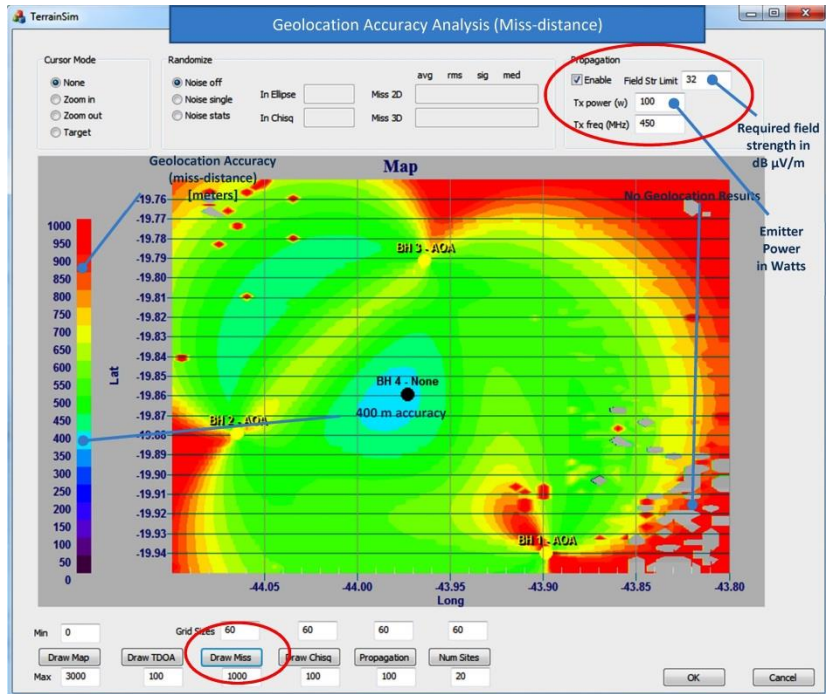 TerrainSim
Geolocation Accuracy Analysis (Miss-distance)
Cursor Mode
None
Zoom in
Zoom out
Target
Randomize
Noise off
Noise single
Noise stats
In Ellipse
In Chisq
avg rms sig med
Miss 2D
Miss 3D
Propagation
Enable Field Str Limit 32
Tx power (w) 100
Tx freq (MHz) 450
Required field
strength in
dB µV/m
Emitter
Power
in Watts
Geolocation Accuracy
(miss-distance)
[meters]
Map
No Geolocation Results
1000
950
900
850
800
750
700
650
600
550
500
450
400
350
300
250
200
150
100
50
0
Lat
-19.76
-19.77
-19.78
-19.79
-19.80
-19.81
-19.82
-19.83
-19.84
-19.85
-19.86
-19.87
-19.88
-19.89
-19.90
-19.91
-19.92
-19.93
-19.94
BH 3 - AOA
BH 4 - None
400 m accuracy
BH 2 - AOA
BH 1 - AOA
-44.05 -44.00 -43.95 -43.90 -43.85 -43.80
Long
Min 0 Grid Sizes 60 60 60 60
Draw Map Draw TDOA Draw Miss Draw Chisq Propagation Num Sites
Max 3000 100 1000 100 100 20
OK Cancel